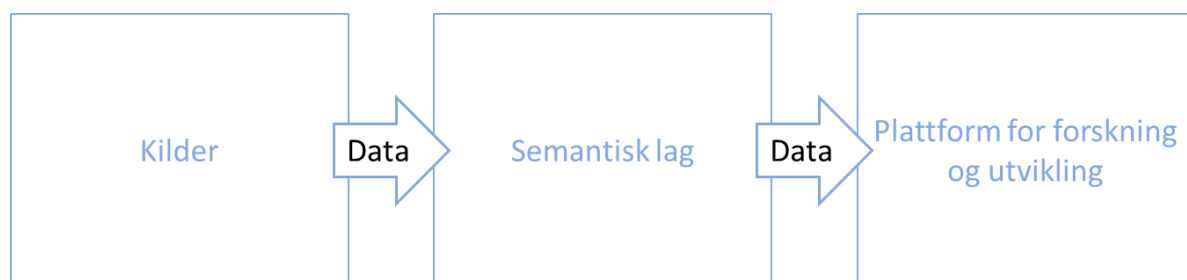 Kilder
Data
Semantisk lag
Data
Plattform for forskning
og utvikling